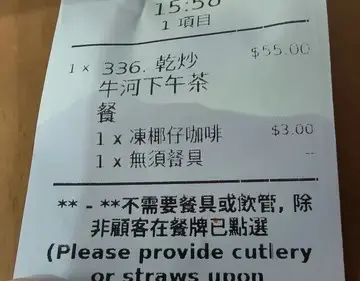 15:58
1 項目
1 × 336. 乾炒 $55.00
牛河下午茶
餐
1 x 凍椰仔咖啡 $3.00
1 x 無須餐具 --
** - **不需要餐具或飲管, 除
非顧客在餐牌已點選
(Please provide cutlery
or straws upon